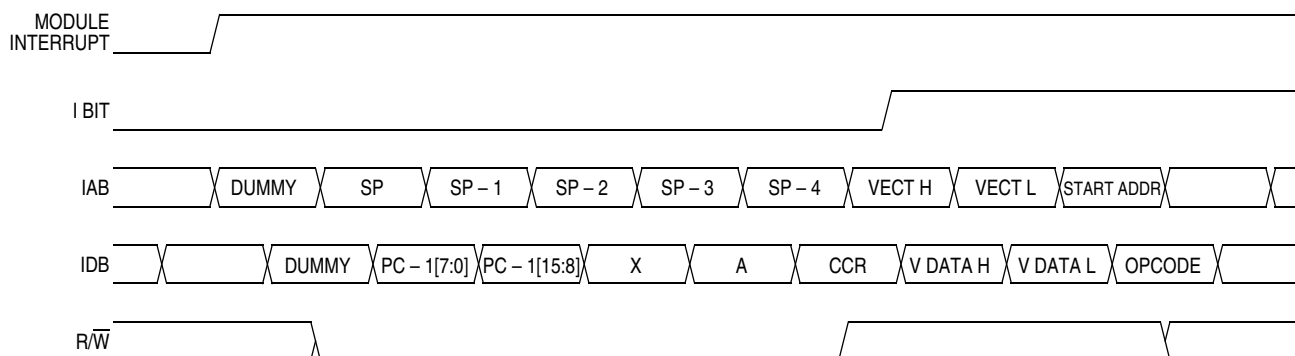 MODULE
INTERRUPT
I BIT
IAB DUMMY SP SP – 1 SP – 2 SP – 3 SP – 4 VECT H VECT L START ADDR
IDB DUMMY PC – 1[7:0] PC – 1[15:8] X A CCR V DATA H V DATA L OPCODE
R/W̅